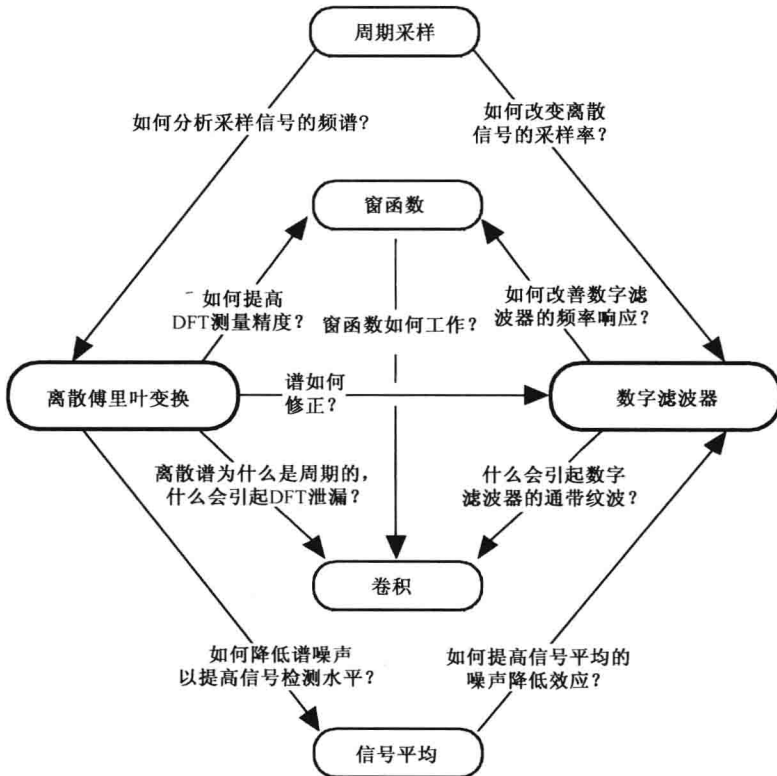 周期采样
如何分析采样信号的频谱?
如何改变离散
信号的采样率?
窗函数
如何提高
DFT测量精度?
窗函数如何工作?
如何改善数字滤
波器的频率响应?
离散傅里叶变换
谱如何
修正?
数字滤波器
离散谱为什么是周期的,
什么会引起DFT泄漏?
什么会引起数字
滤波器的通带纹波?
卷积
如何降低谱噪声
以提高信号检测水平?
如何提高信号平均的
噪声降低效应?
信号平均